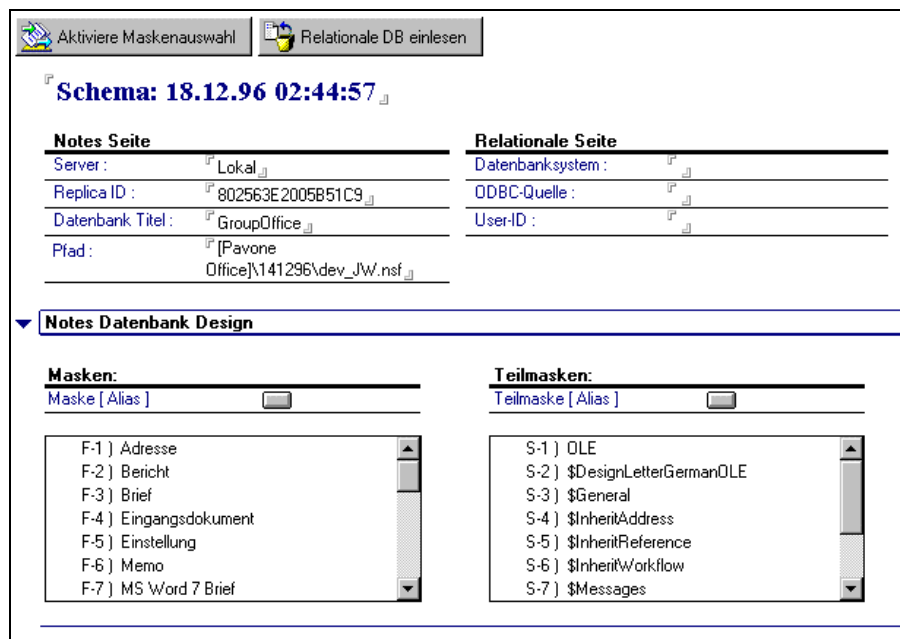 Aktiviere Maskenauswahl Relationale DB einlesen
Schema: 18.12.96 02:44:57
Notes Seite
Server : Lokal
Replica ID : 802563E2005B51C9
Datenbank Titel : GroupOffice
Pfad : [Pavone
Office]\141296\dev_JW.nsf
Relationale Seite
Datenbanksystem :
ODBC-Quelle :
User-ID :
Notes Datenbank Design
Masken:
Maske [ Alias ]
F-1 ) Adresse
F-2 ) Bericht
F-3 ) Brief
F-4 ) Eingangsdokument
F-5 ) Einstellung
F-6 ) Memo
F-7 ) MS Word 7 Brief
Teilmasken:
Teilmaske [ Alias ]
S-1 ) OLE
S-2 ) $DesignLetterGermanOLE
S-3 ) $General
S-4 ) $InheritAddress
S-5 ) $InheritReference
S-6 ) $InheritWorkflow
S-7 ) $Messages